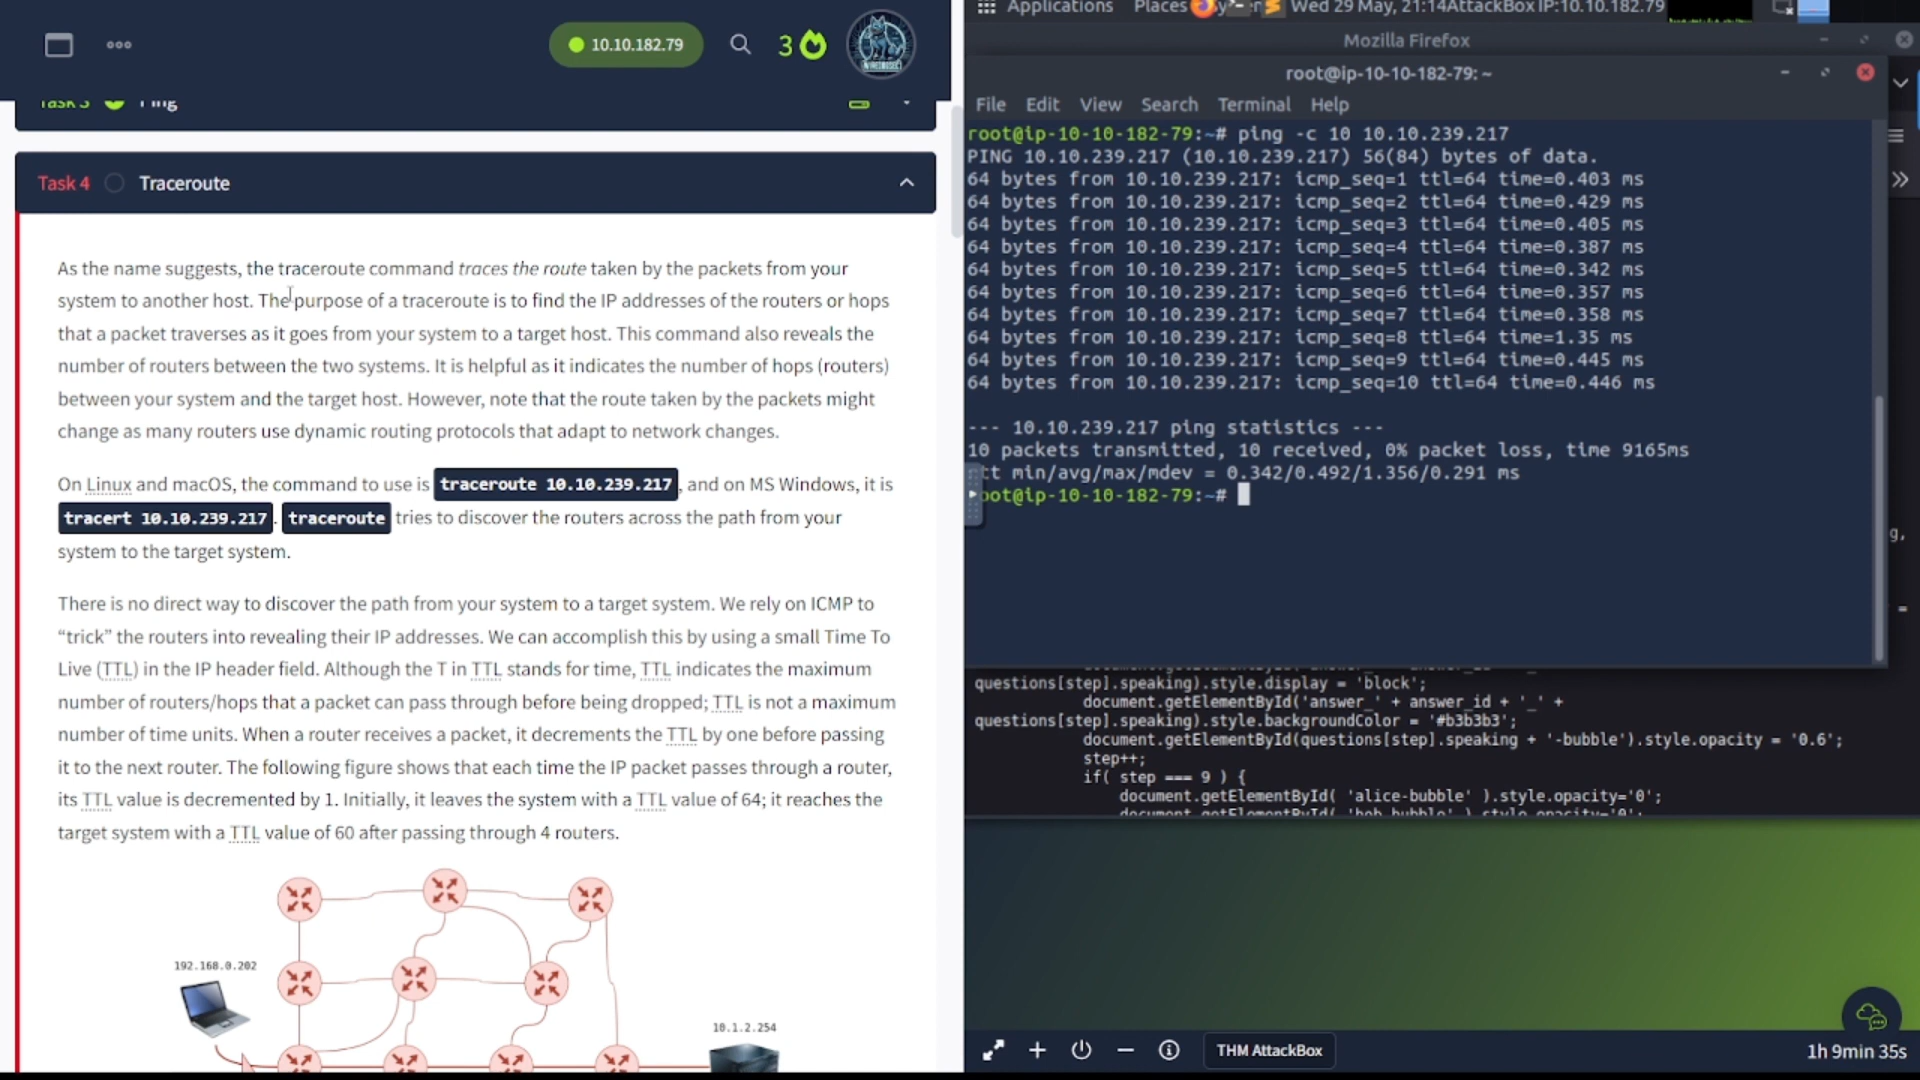 10.10.182.79
3
Task 3 Ping
Task 4 Traceroute
As the name suggests, the traceroute command traces the route taken by the packets from your
system to another host. The purpose of a traceroute is to find the IP addresses of the routers or hops
that a packet traverses as it goes from your system to a target host. This command also reveals the
number of routers between the two systems. It is helpful as it indicates the number of hops (routers)
between your system and the target host. However, note that the route taken by the packets might
change as many routers use dynamic routing protocols that adapt to network changes.
On Linux and macOS, the command to use is traceroute 10.10.239.217, and on MS Windows, it is
tracert 10.10.239.217. traceroute tries to discover the routers across the path from your
system to the target system.
There is no direct way to discover the path from your system to a target system. We rely on ICMP to
“trick” the routers into revealing their IP addresses. We can accomplish this by using a small Time To
Live (TTL) in the IP header field. Although the T in TTL stands for time, TTL indicates the maximum
number of routers/hops that a packet can pass through before being dropped; TTL is not a maximum
number of time units. When a router receives a packet, it decrements the TTL by one before passing
it to the next router. The following figure shows that each time the IP packet passes through a router,
its TTL value is decremented by 1. Initially, it leaves the system with a TTL value of 64; it reaches the
target system with a TTL value of 60 after passing through 4 routers.
192.168.0.202
10.1.2.254
Applications Places Wed 29 May, 21:14 AttackBox IP:10.10.182.79
Mozilla Firefox
root@ip-10-10-182-79: ~
File Edit View Search Terminal Help
root@ip-10-10-182-79:~# ping -c 10 10.10.239.217
PING 10.10.239.217 (10.10.239.217) 56(84) bytes of data.
64 bytes from 10.10.239.217: icmp_seq=1 ttl=64 time=0.403 ms
64 bytes from 10.10.239.217: icmp_seq=2 ttl=64 time=0.429 ms
64 bytes from 10.10.239.217: icmp_seq=3 ttl=64 time=0.405 ms
64 bytes from 10.10.239.217: icmp_seq=4 ttl=64 time=0.387 ms
64 bytes from 10.10.239.217: icmp_seq=5 ttl=64 time=0.342 ms
64 bytes from 10.10.239.217: icmp_seq=6 ttl=64 time=0.357 ms
64 bytes from 10.10.239.217: icmp_seq=7 ttl=64 time=0.358 ms
64 bytes from 10.10.239.217: icmp_seq=8 ttl=64 time=1.35 ms
64 bytes from 10.10.239.217: icmp_seq=9 ttl=64 time=0.445 ms
64 bytes from 10.10.239.217: icmp_seq=10 ttl=64 time=0.446 ms
--- 10.10.239.217 ping statistics ---
10 packets transmitted, 10 received, 0% packet loss, time 9165ms
tt min/avg/max/mdev = 0.342/0.492/1.356/0.291 ms
oot@ip-10-10-182-79:~#
g,
=
questions[step].speaking).style.display = 'block';
document.getElementById('answer_' + answer_id + '_' +
questions[step].speaking).style.backgroundColor = '#b3b3b3';
document.getElementById(questions[step].speaking + '-bubble').style.opacity = '0.6';
step++;
if( step === 9 ) {
document.getElementById( 'alice-bubble' ).style.opacity='0';
document.getElementById( 'bob-bubble' ).style.opacity='0';
THM AttackBox
1h 9min 35s